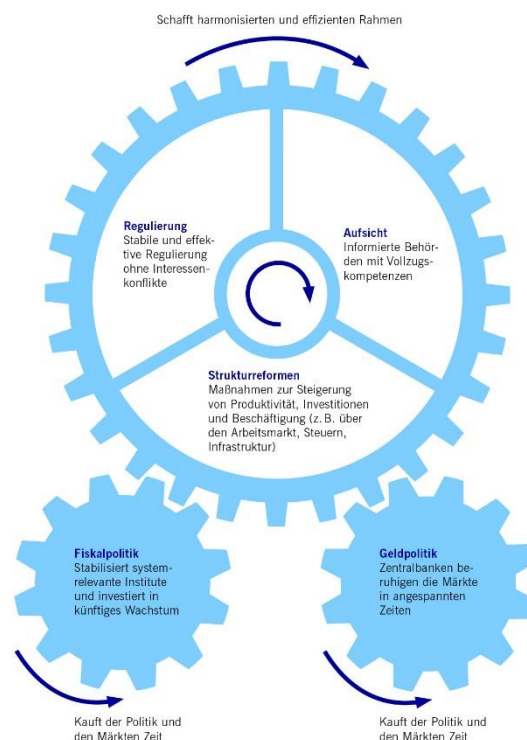 Schafft harmonisierten und effizienten Rahmen
Regulierung
Stabile und effek-
tive Regulierung
ohne Interessen-
konflikte
Aufsicht
Informierte Behör-
den mit Vollzugs-
kompetenzen
Strukturreformen
Maßnahmen zur Steigerung
von Produktivität, Investitionen
und Beschäftigung (z. B. über
den Arbeitsmarkt, Steuern,
Infrastruktur)
Fiskalpolitik
Stabilisiert system-
relevante Institute
und investiert in
künftiges Wachstum
Geldpolitik
Zentralbanken be-
ruhigen die Märkte
in angespannten
Zeiten
Kauft der Politik und
den Märkten Zeit
Kauft der Politik und
den Märkten Zeit